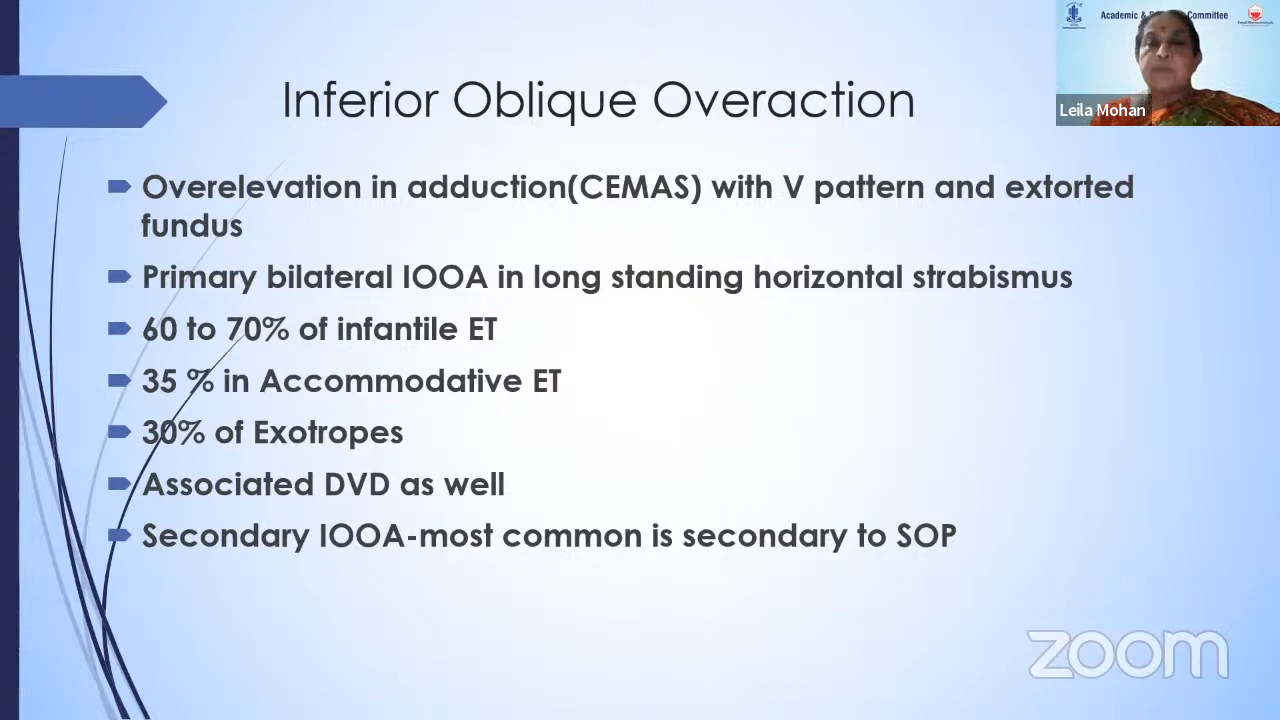 Academic & Committee
Leila Mohan
Inferior Oblique Overaction
Overelevation in adduction(CEMAS) with V pattern and extorted
fundus
Primary bilateral IOOA in long standing horizontal strabismus
60 to 70% of infantile ET
35 % in Accommodative ET
30% of Exotropes
Associated DVD as well
Secondary IOOA-most common is secondary to SOP
zoom